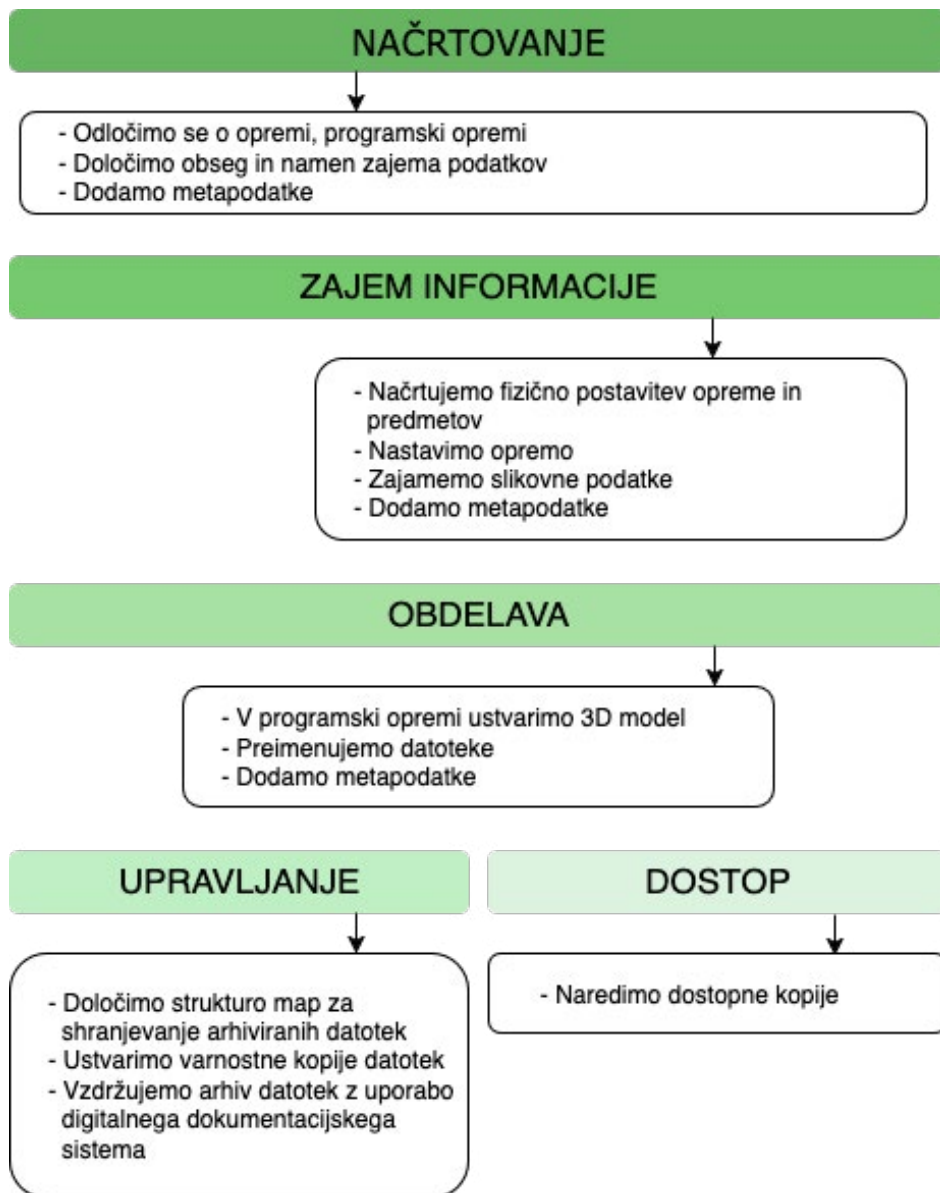 NAČRTOVANJE
- Odločimo se o opremi, programski opremi
- Določimo obseg in namen zajema podatkov
- Dodamo metapodatke
ZAJEM INFORMACIJE
- Načrtujemo fizično postavitev opreme in
predmetov
- Nastavimo opremo
- Zajamemo slikovne podatke
- Dodamo metapodatke
OBDELAVA
- V programski opremi ustvarimo 3D model
- Preimenujemo datoteke
- Dodamo metapodatke
UPRAVLJANJE
- Določimo strukturo map za
shranjevanje arhiviranih datotek
- Ustvarimo varnostne kopije datotek
- Vzdržujemo arhiv datotek z uporabo
digitalnega dokumentacijskega
sistema
DOSTOP
- Naredimo dostopne kopije